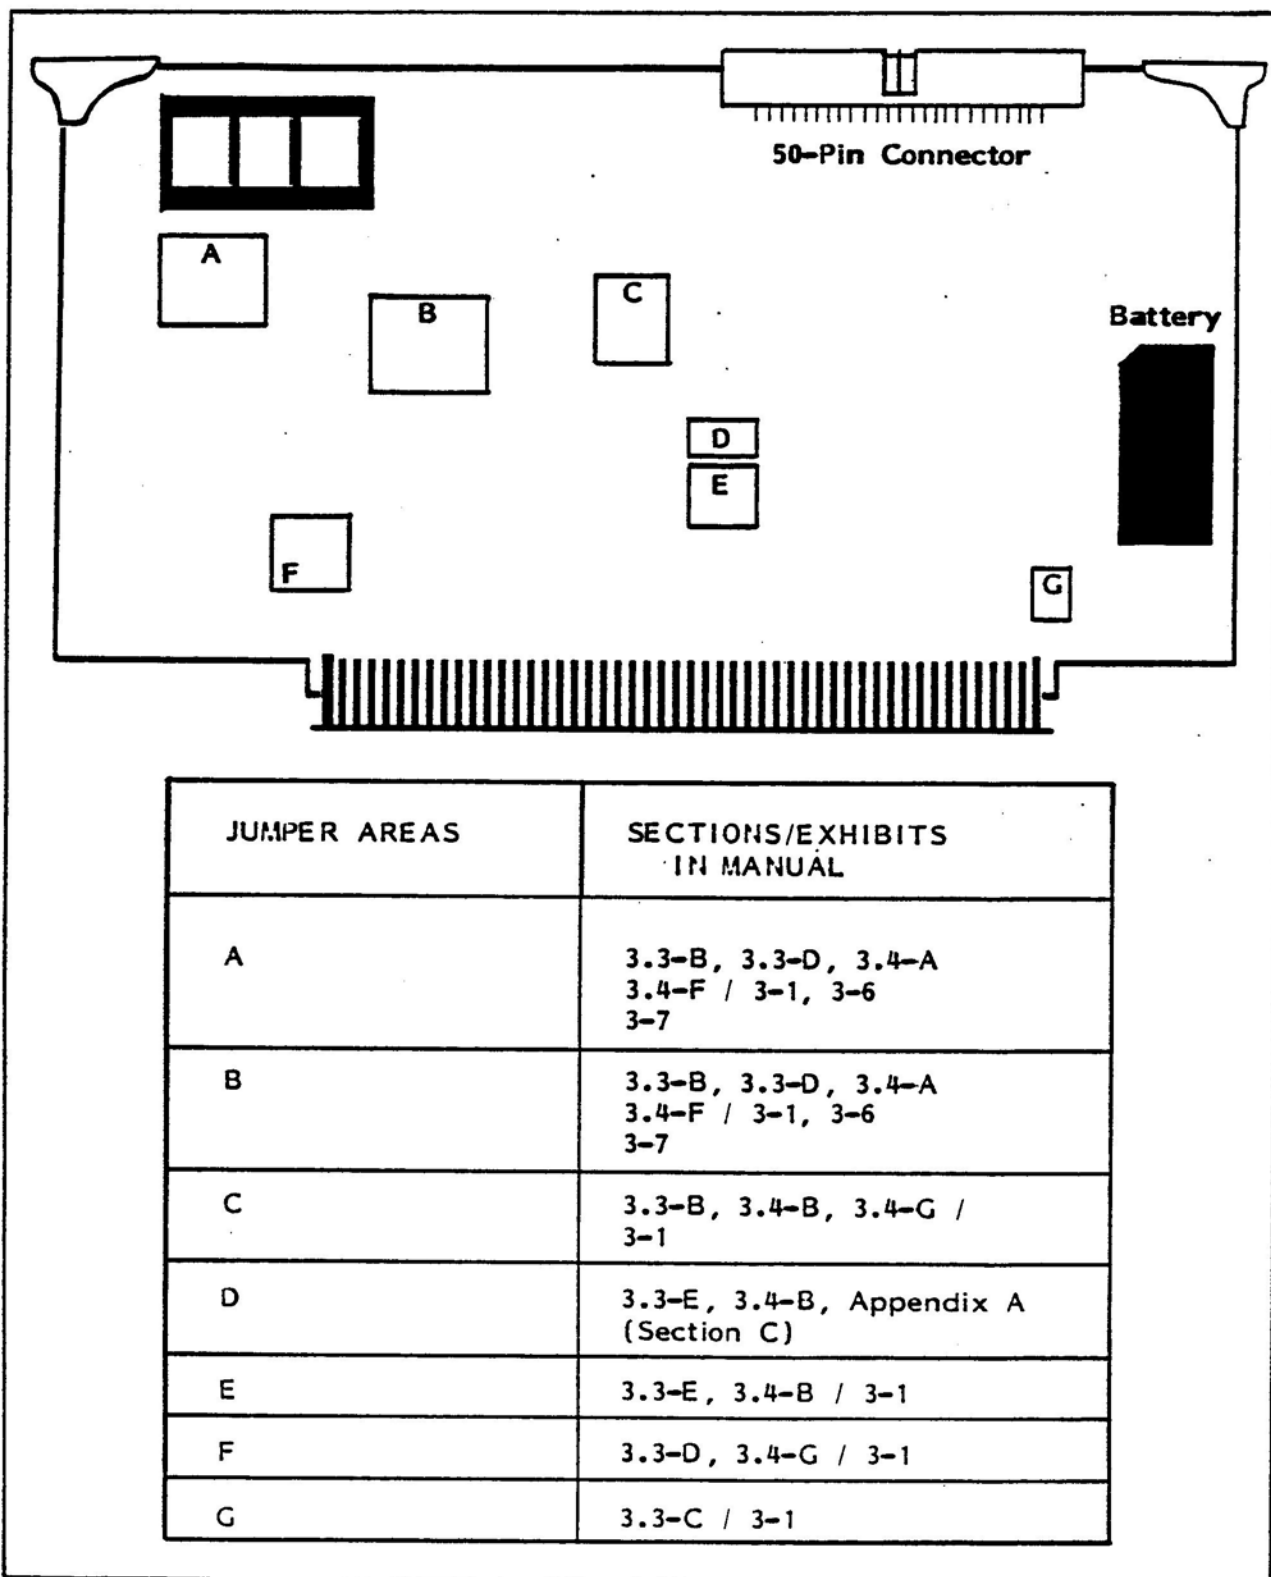 50-Pin Connector
A
B
C
Battery
D
E
F
G
JUMPER AREAS
SECTIONS/EXHIBITS
IN MANUAL
A
3.3-B, 3.3-D, 3.4-A
3.4-F / 3-1, 3-6
3-7
B
3.3-B, 3.3-D, 3.4-A
3.4-F / 3-1, 3-6
3-7
C
3.3-B, 3.4-B, 3.4-G /
3-1
D
3.3-E, 3.4-B, Appendix A
(Section C)
E
3.3-E, 3.4-B / 3-1
F
3.3-D, 3.4-G / 3-1
G
3.3-C / 3-1